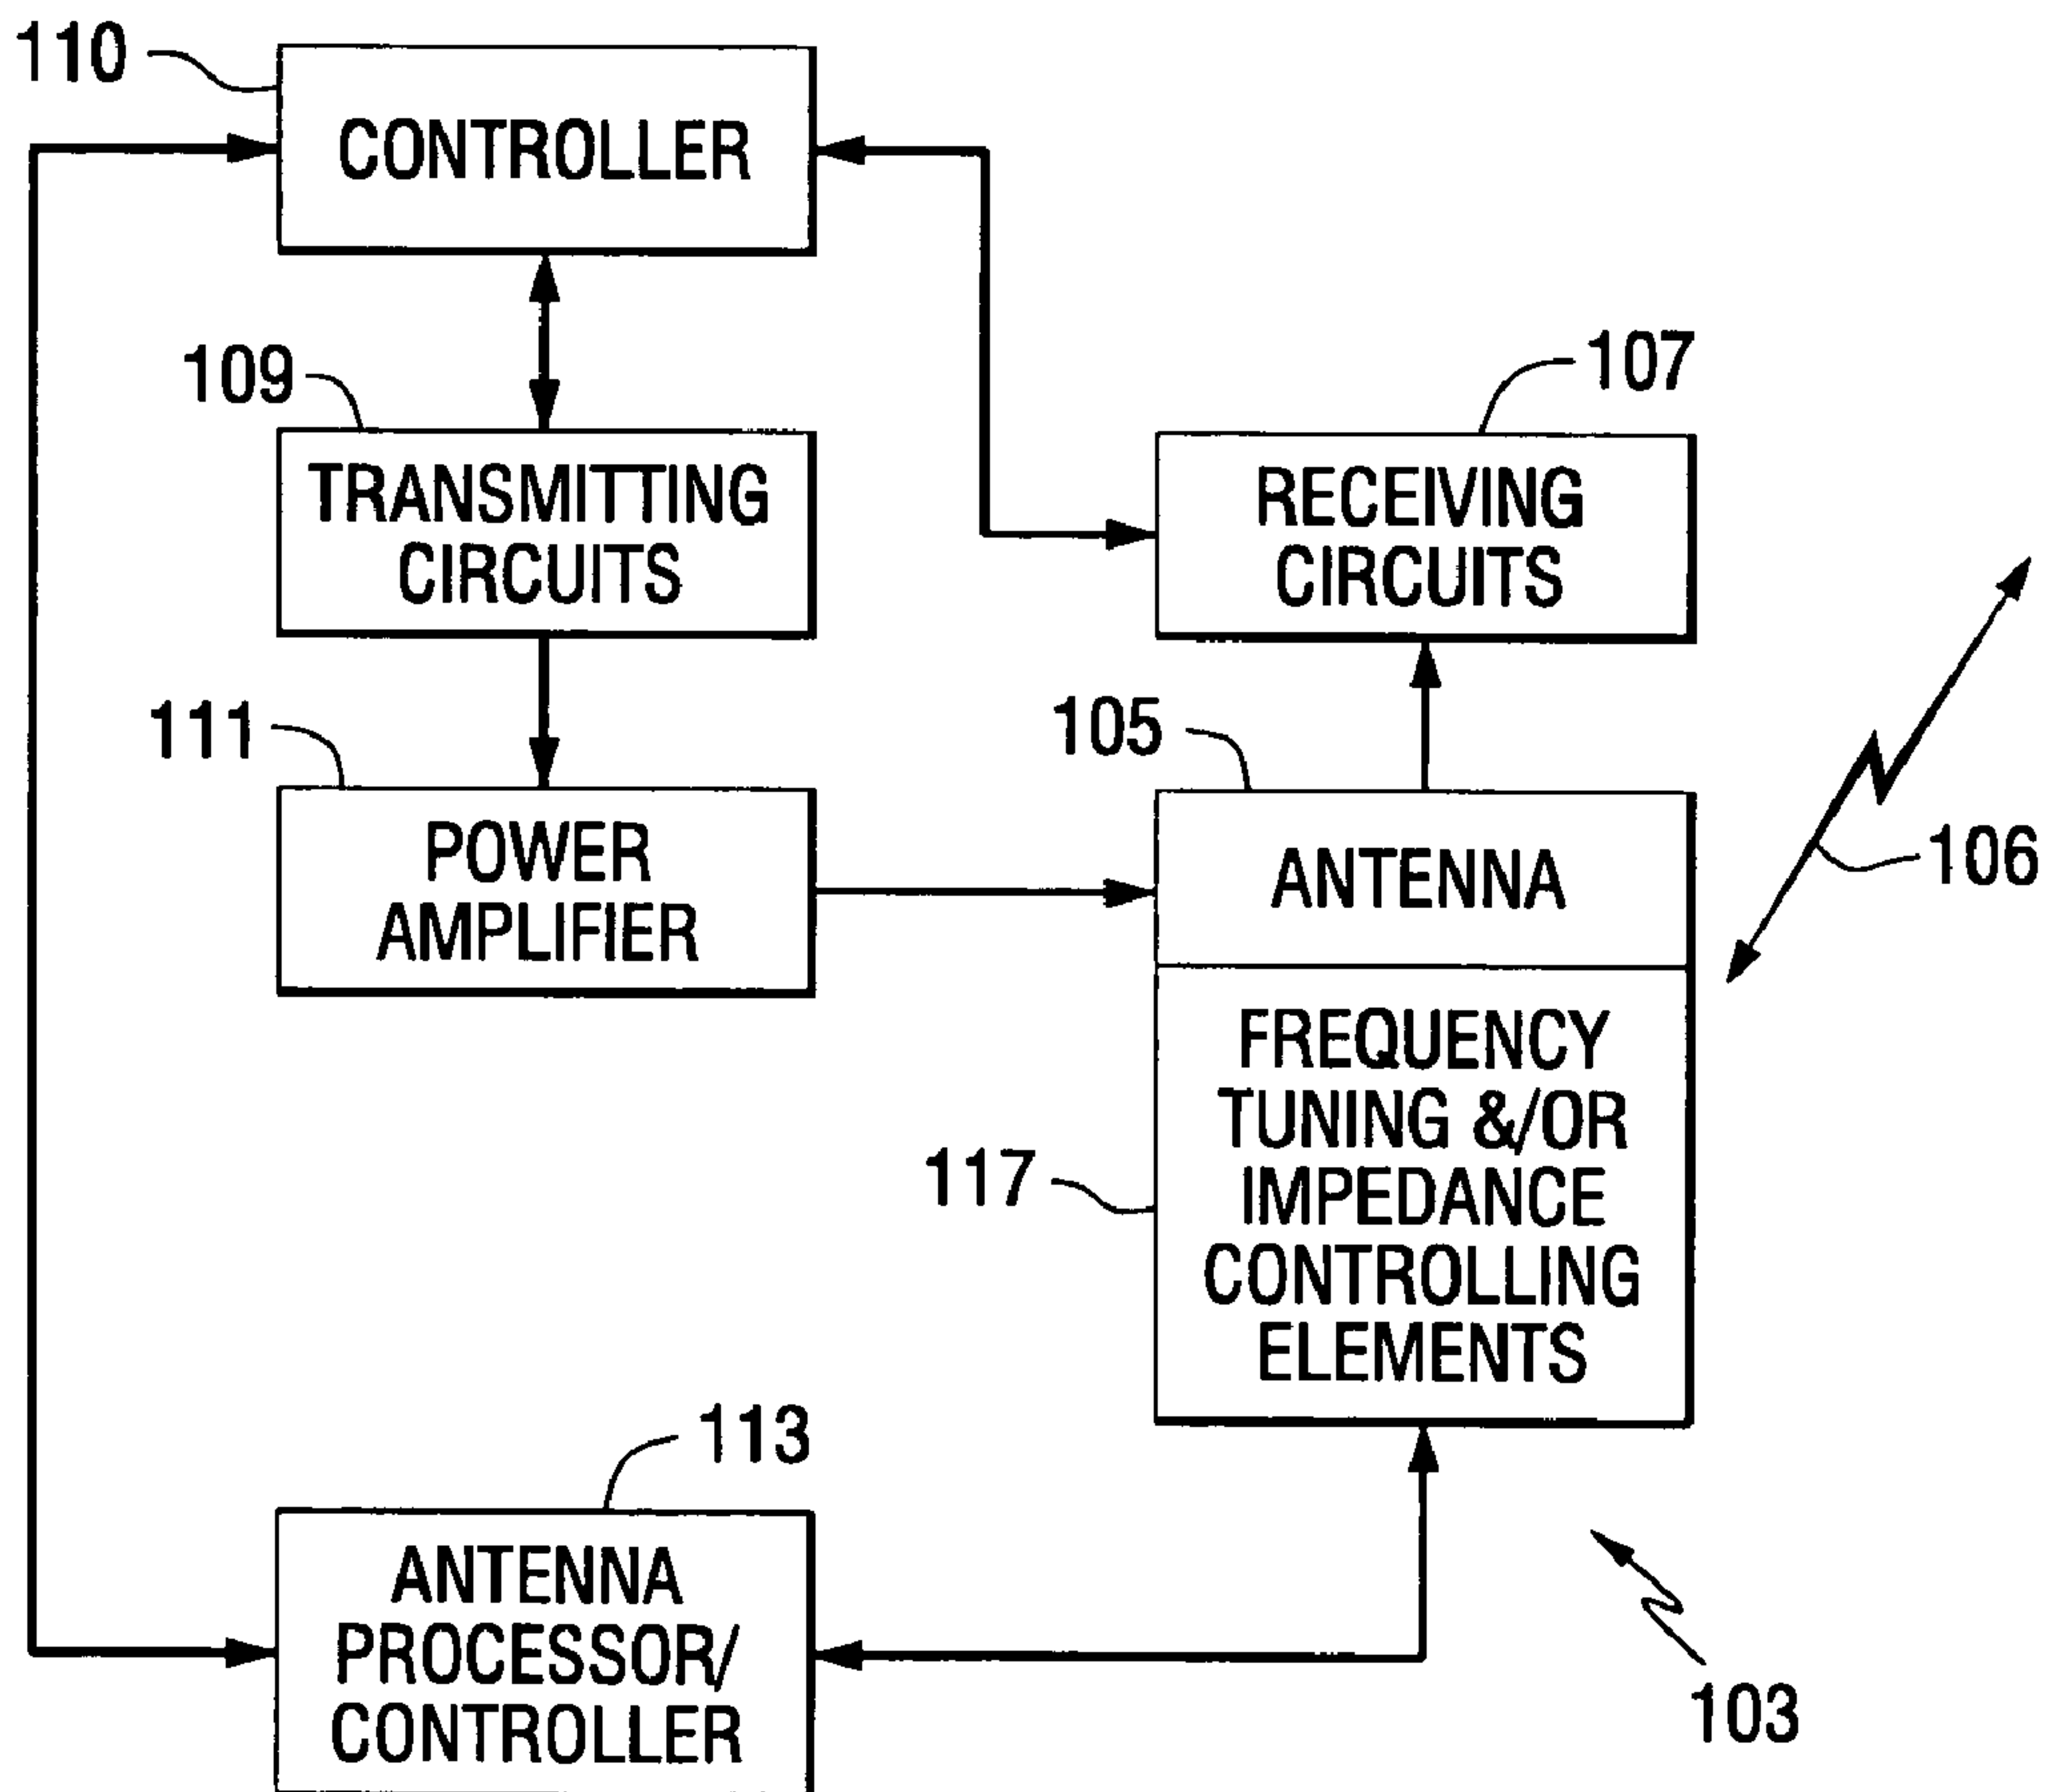 110
CONTROLLER
109
TRANSMITTING
CIRCUITS
107
RECEIVING
CIRCUITS
111
POWER
AMPLIFIER
105
ANTENNA
106
117
FREQUENCY
TUNING &/OR
IMPEDANCE
CONTROLLING
ELEMENTS
113
ANTENNA
PROCESSOR/
CONTROLLER
103